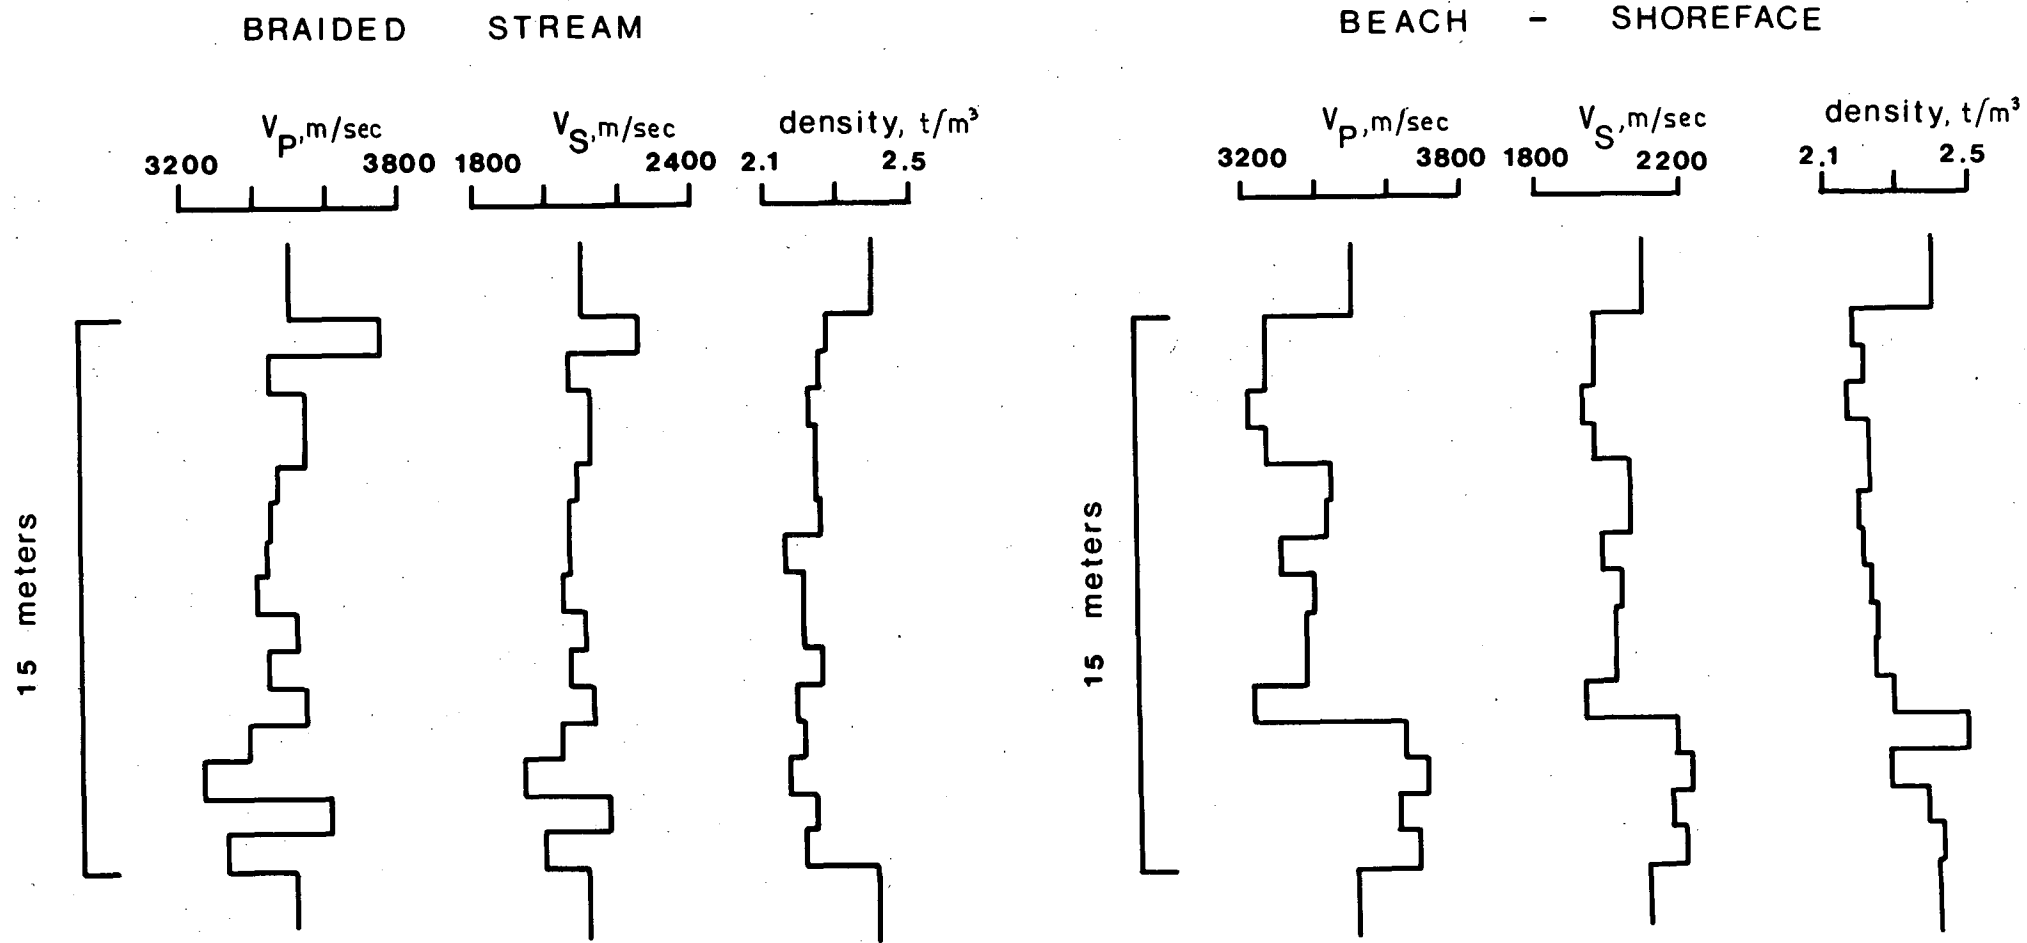 BRAIDED STREAM
BEACH - SHOREFACE
VP, m/sec
VS, m/sec
density, t/m³
3200 3800
1800 2400
2.1 2.5
15 meters
VP, m/sec
VS, m/sec
density, t/m³
3200 3800
1800 2200
2.1 2.5
15 meters